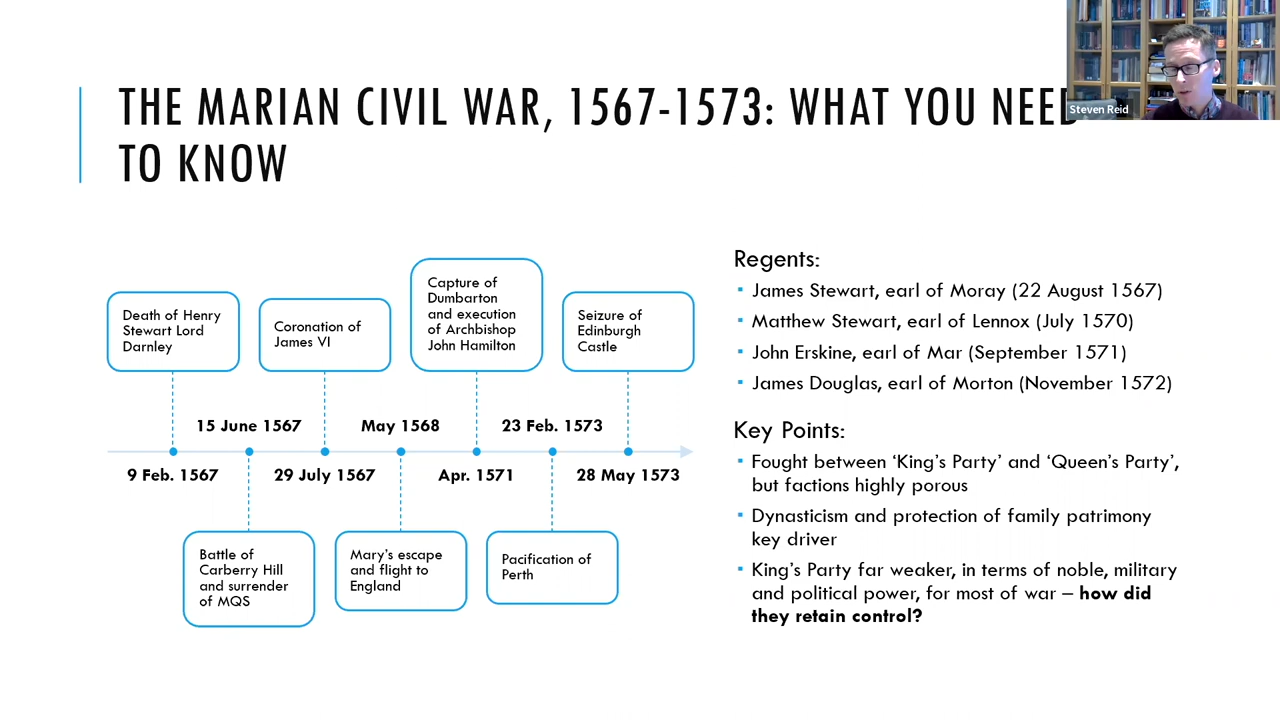 THE MARIAN CIVIL WAR, 1567-1573: WHAT YOU NEED
TO KNOW
Steven Reid
Death of Henry
Stewart Lord
Darnley
Coronation of
James VI
Capture of
Dumbarton
and execution
of Archbishop
John Hamilton
Seizure of
Edinburgh
Castle
15 June 1567
May 1568
23 Feb. 1573
9 Feb. 1567
29 July 1567
Apr. 1571
28 May 1573
Battle of
Carberry Hill
and surrender
of MQS
Mary’s escape
and flight to
England
Pacification of
Perth
Regents:
▪ James Stewart, earl of Moray (22 August 1567)
▪ Matthew Stewart, earl of Lennox (July 1570)
▪ John Erskine, earl of Mar (September 1571)
▪ James Douglas, earl of Morton (November 1572)
Key Points:
▪ Fought between ‘King’s Party’ and ‘Queen’s Party’,
but factions highly porous
▪ Dynasticism and protection of family patrimony
key driver
▪ King’s Party far weaker, in terms of noble, military
and political power, for most of war – how did
they retain control?